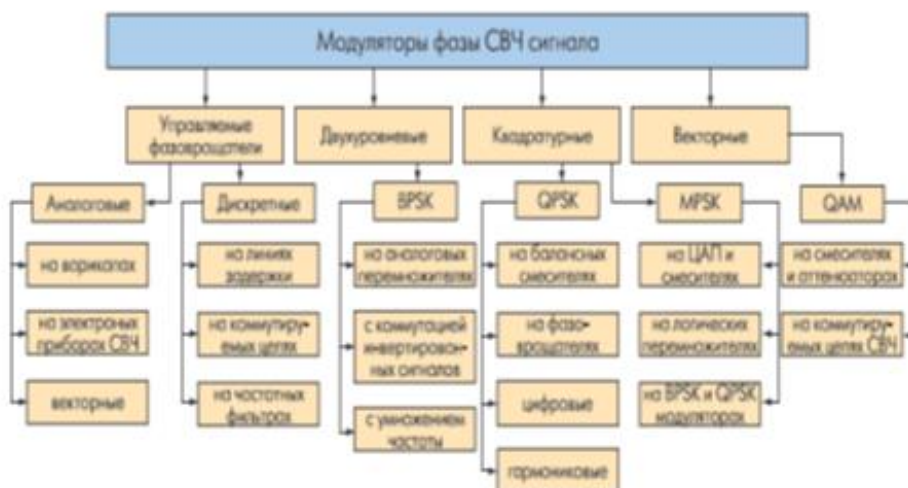 Модуляторы фазы СВЧ сигнала
Управляемые
фазовращатели
Двухуровневые
Квадратурные
Векторные
Аналоговые
Дискретные
BPSK
QPSK
MPSK
QAM
на варикапах
на электроных
приборах СВЧ
векторные
на линиях
задержки
на коммутиру-
емых цепях
на частотных
фильтрах
на аналоговых
перемножителях
с коммутацией
инвертирован-
ных сигналов
с умножением
частоты
на балансных
смесителях
на фазо-
вращателях
цифровые
гармониковые
на ЦАП и
смесителях
на логических
перемножителях
на BPSK и QPSK
модуляторах
на смесителях
и аттенюаторах
на коммутиру-
емых цепях СВЧ